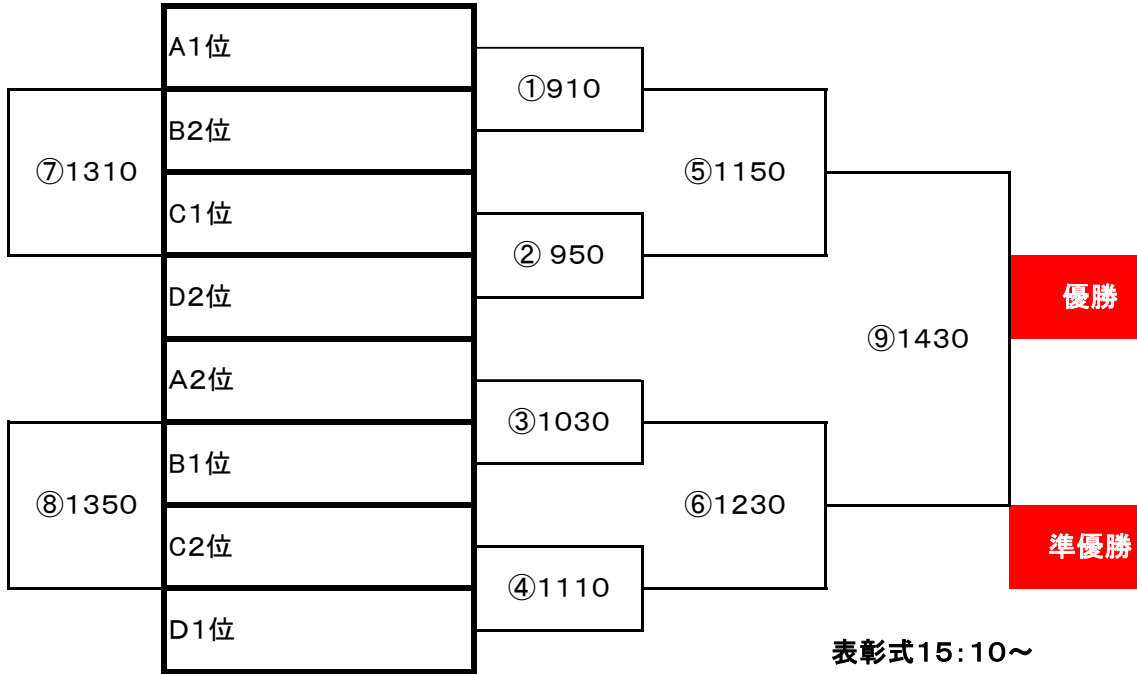 A1位
①910
B2位
⑦1310
⑤1150
C1位
② 950
D2位
優勝
⑨1430
A2位
③1030
B1位
⑧1350
⑥1230
C2位
準優勝
④1110
D1位
表彰式15:10～